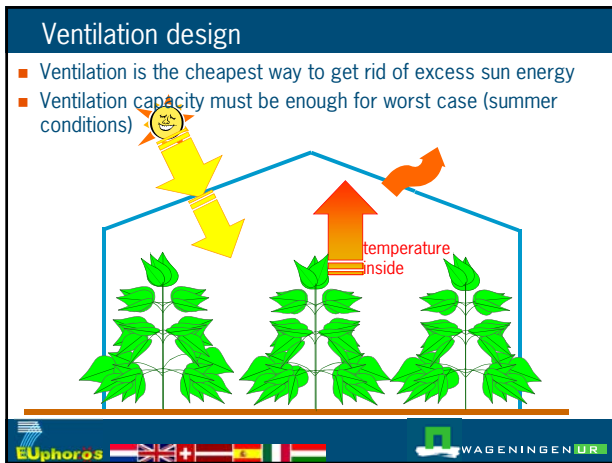 Ventilation design
Ventilation is the cheapest way to get rid of excess sun energy
Ventilation capacity must be enough for worst case (summer
conditions)
temperature
inside
7
EUphoros
WAGENINGEN UR